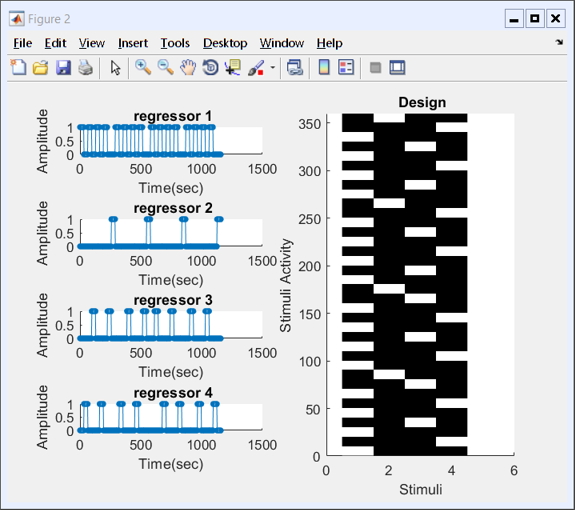 Figure 2
File Edit View Insert Tools Desktop Window Help
regressor 1
Amplitude
1
0.5
0
0 500 1000 1500
Time(sec)
regressor 2
Amplitude
1
0.5
0
0 500 1000 1500
Time(sec)
regressor 3
Amplitude
1
0.5
0
0 500 1000 1500
Time(sec)
regressor 4
Amplitude
1
0.5
0
0 500 1000 1500
Time(sec)
Design
Stimuli Activity
350
300
250
200
150
100
50
0
0 2 4 6
Stimuli